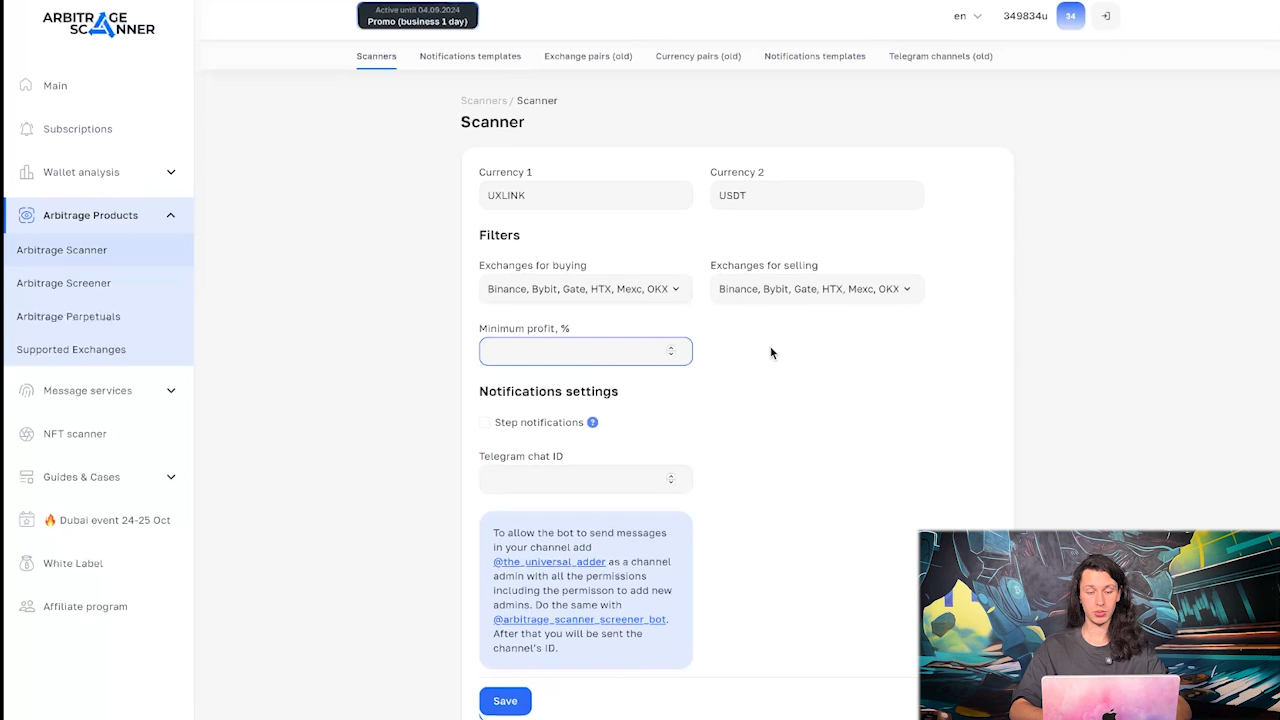 ARBITRAGE
SCANNER
Active until 04.09.2024
Promo (business 1 day)
en
349834u
34
Scanners
Notifications templates
Exchange pairs (old)
Currency pairs (old)
Notifications templates
Telegram channels (old)
Main
Subscriptions
Wallet analysis
Arbitrage Products
Arbitrage Scanner
Arbitrage Screener
Arbitrage Perpetuals
Supported Exchanges
Message services
NFT scanner
Guides & Cases
🔥 Dubai event 24-25 Oct
White Label
Affiliate program
Scanners / Scanner
Scanner
Currency 1
Currency 2
UXLINK
USDT
Filters
Exchanges for buying
Exchanges for selling
Binance, Bybit, Gate, HTX, Mexc, OKX
Binance, Bybit, Gate, HTX, Mexc, OKX
Minimum profit, %
Notifications settings
Step notifications ?
Telegram chat ID
To allow the bot to send messages
in your channel add
@the_universal_adder as a channel
admin with all the permissions
including the permisson to add new
admins. Do the same with
@arbitrage_scanner_screener_bot.
After that you will be sent the
channel's ID.
Save